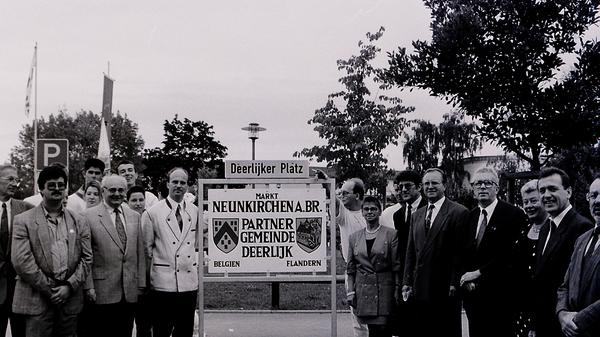 P
Deerlijker Platz
MARKT
NEUNKIRCHEN A.BR.
PARTNER
GEMEINDE
DEERLIJK
BELGIEN FLANDERN